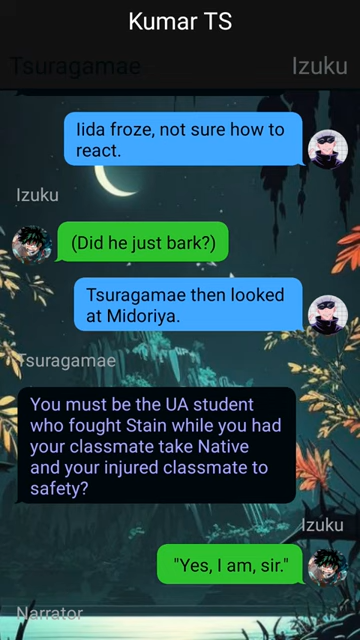 Kumar TS
Tsuragamae
Izuku
Iida froze, not sure how to
react.
Izuku
(Did he just bark?)
Tsuragamae then looked
at Midoriya.
Tsuragamae
You must be the UA student
who fought Stain while you had
your classmate take Native
and your injured classmate to
safety?
Izuku
"Yes, I am, sir."
Narrator